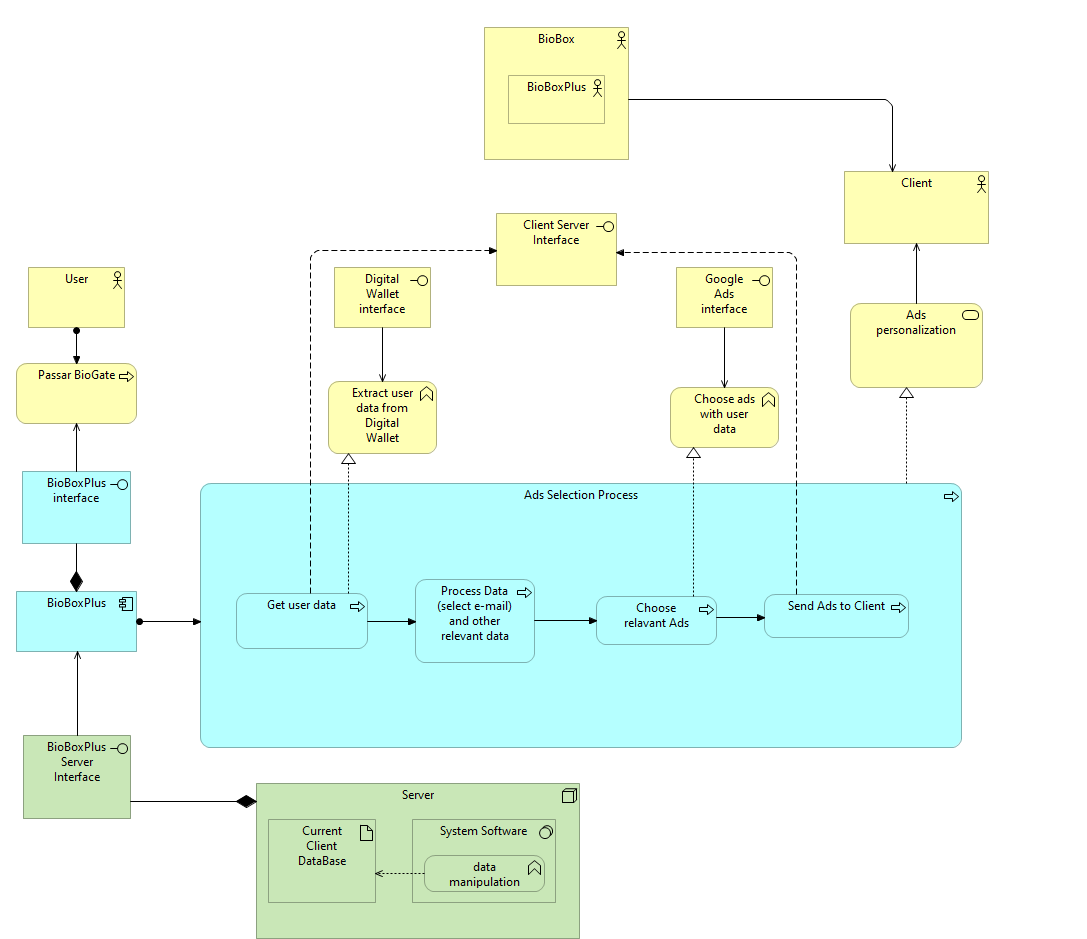 BioBox
BioBoxPlus
Client
Client Server
Interface
User
Digital
Wallet
interface
Google
Ads
interface
Ads
personalization
Passar BioGate
Extract user
data from
Digital
Wallet
Choose ads
with user
data
BioBoxPlus
interface
Ads Selection Process
BioBoxPlus
Get user data
Process Data
(select e-mail)
and other
relevant data
Choose
relavant Ads
Send Ads to Client
BioBoxPlus
Server
Interface
Server
Current
Client
DataBase
System Software
data
manipulation